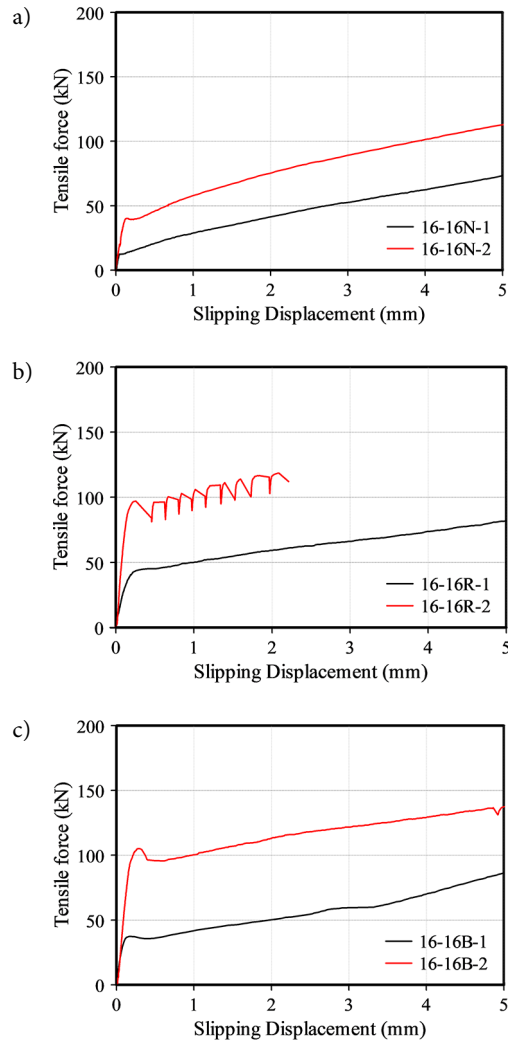 a)
200
150
100
50
0
Tensile force (kN)
16-16N-1
16-16N-2
0 1 2 3 4 5
Slipping Displacement (mm)
b)
200
150
100
50
0
Tensile force (kN)
16-16R-1
16-16R-2
0 1 2 3 4 5
Slipping Displacement (mm)
c)
200
150
100
50
0
Tensile force (kN)
16-16B-1
16-16B-2
0 1 2 3 4 5
Slipping Displacement (mm)